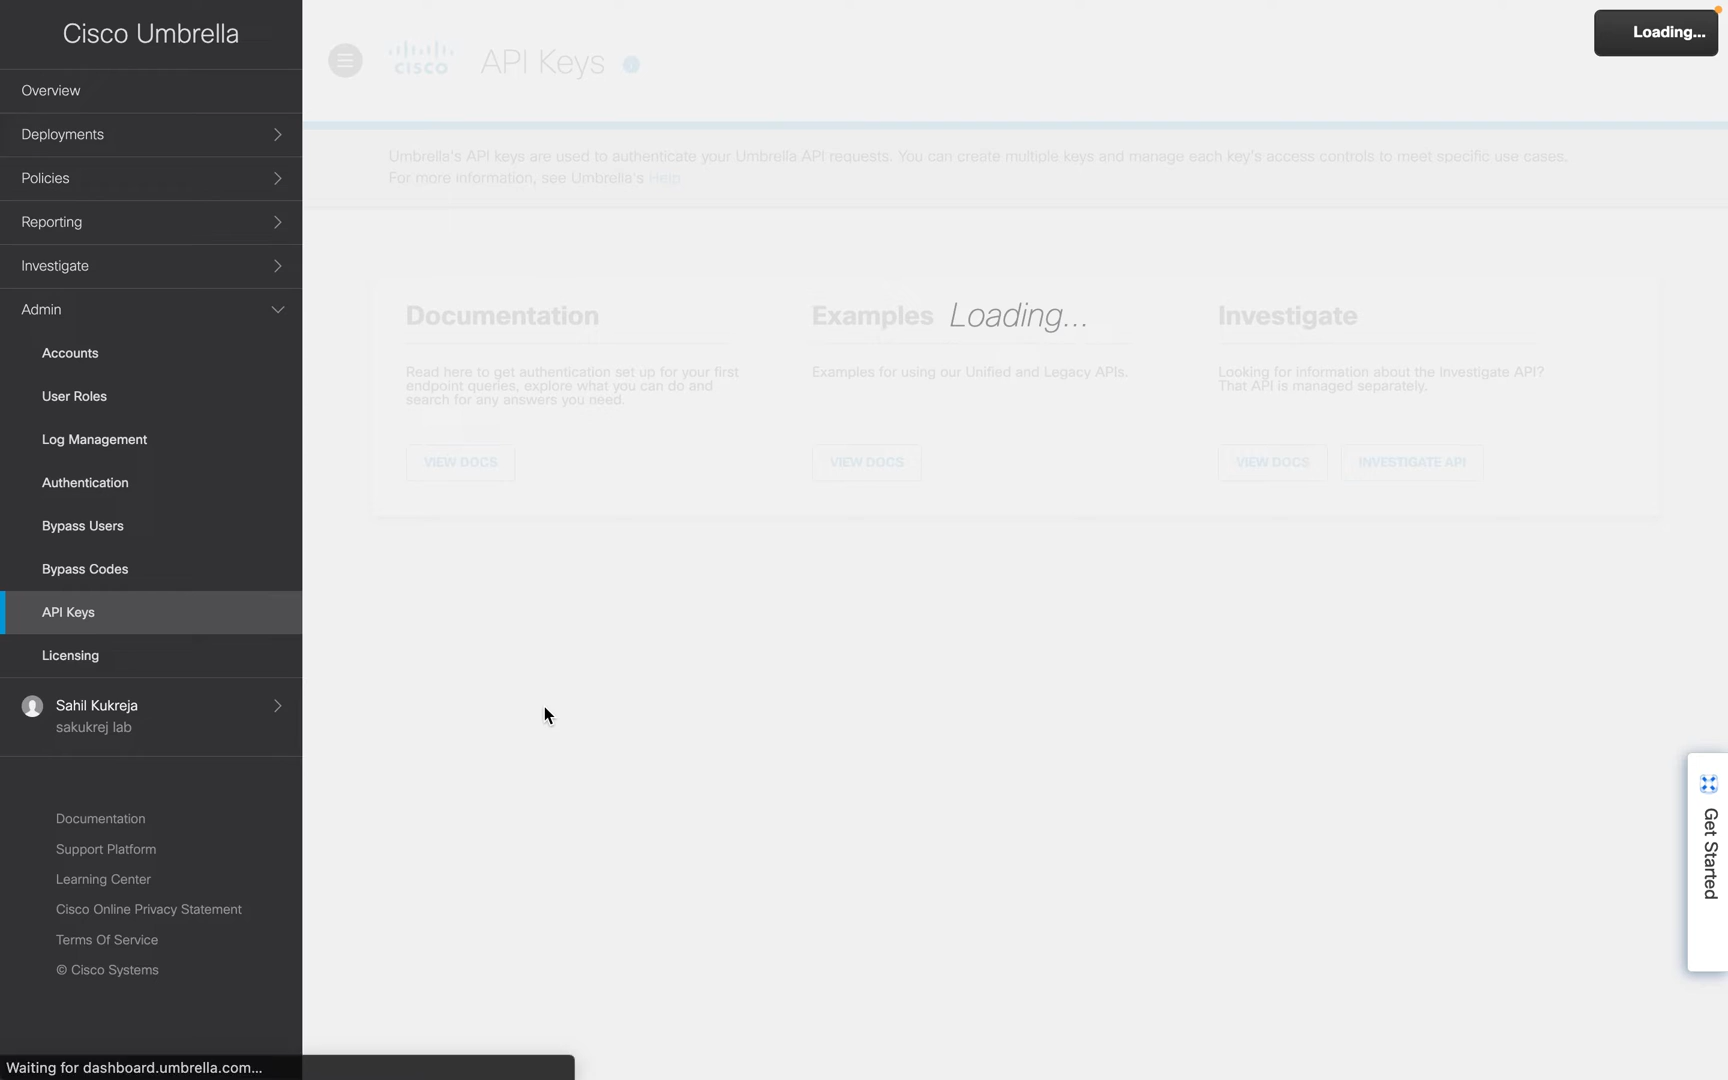 Cisco Umbrella
Overview
Deployments
Policies
Reporting
Investigate
Admin
Accounts
User Roles
Log Management
Authentication
Bypass Users
Bypass Codes
API Keys
Licensing
Sahil Kukreja
sakukrej lab
Documentation
Support Platform
Learning Center
Cisco Online Privacy Statement
Terms Of Service
© Cisco Systems
Waiting for dashboard.umbrella.com...
CISCO
API Keys
Loading...
Umbrella's API keys are used to authenticate your Umbrella API requests. You can create multiple keys and manage each key's access controls to meet specific use cases.
For more information, see Umbrella's Help
Documentation
Read here to get authentication set up for your first
endpoint queries, explore what you can do and
search for any answers you need.
VIEW DOCS
Examples
Loading...
Examples for using our Unified and Legacy APIs.
VIEW DOCS
Investigate
Looking for information about the Investigate API?
That API is managed separately.
VIEW DOCS
INVESTIGATE API
Get Started